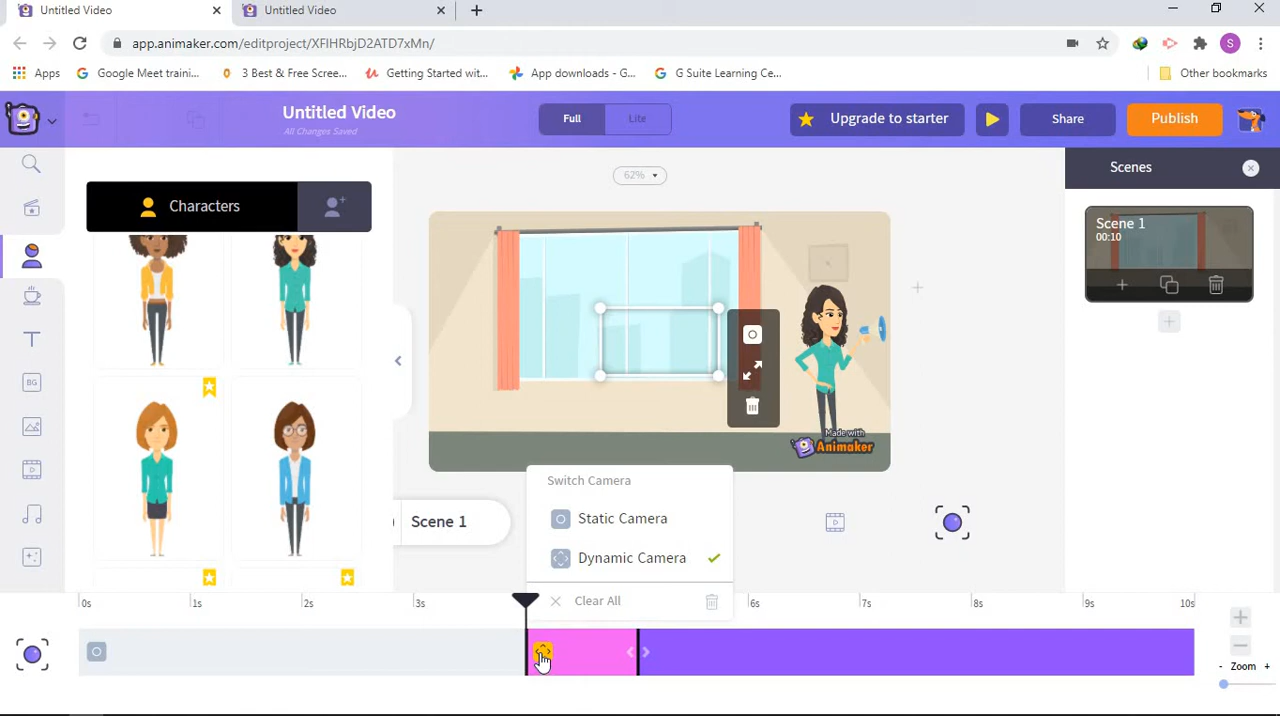 Untitled Video
Untitled Video
app.animaker.com/editproject/XFIHRbjD2ATD7xMn/
S
Apps
Google Meet traini...
3 Best & Free Scree...
Getting Started wit...
App downloads - G...
G Suite Learning Ce...
Other bookmarks
Untitled Video
All Changes Saved
Full
Lite
Upgrade to starter
Share
Publish
62%
Scenes
Characters
Scene 1
00:10
T
BG
Made with
Animaker
Switch Camera
Static Camera
Dynamic Camera
Clear All
Scene 1
0s
1s
2s
3s
6s
7s
8s
9s
10s
- Zoom +